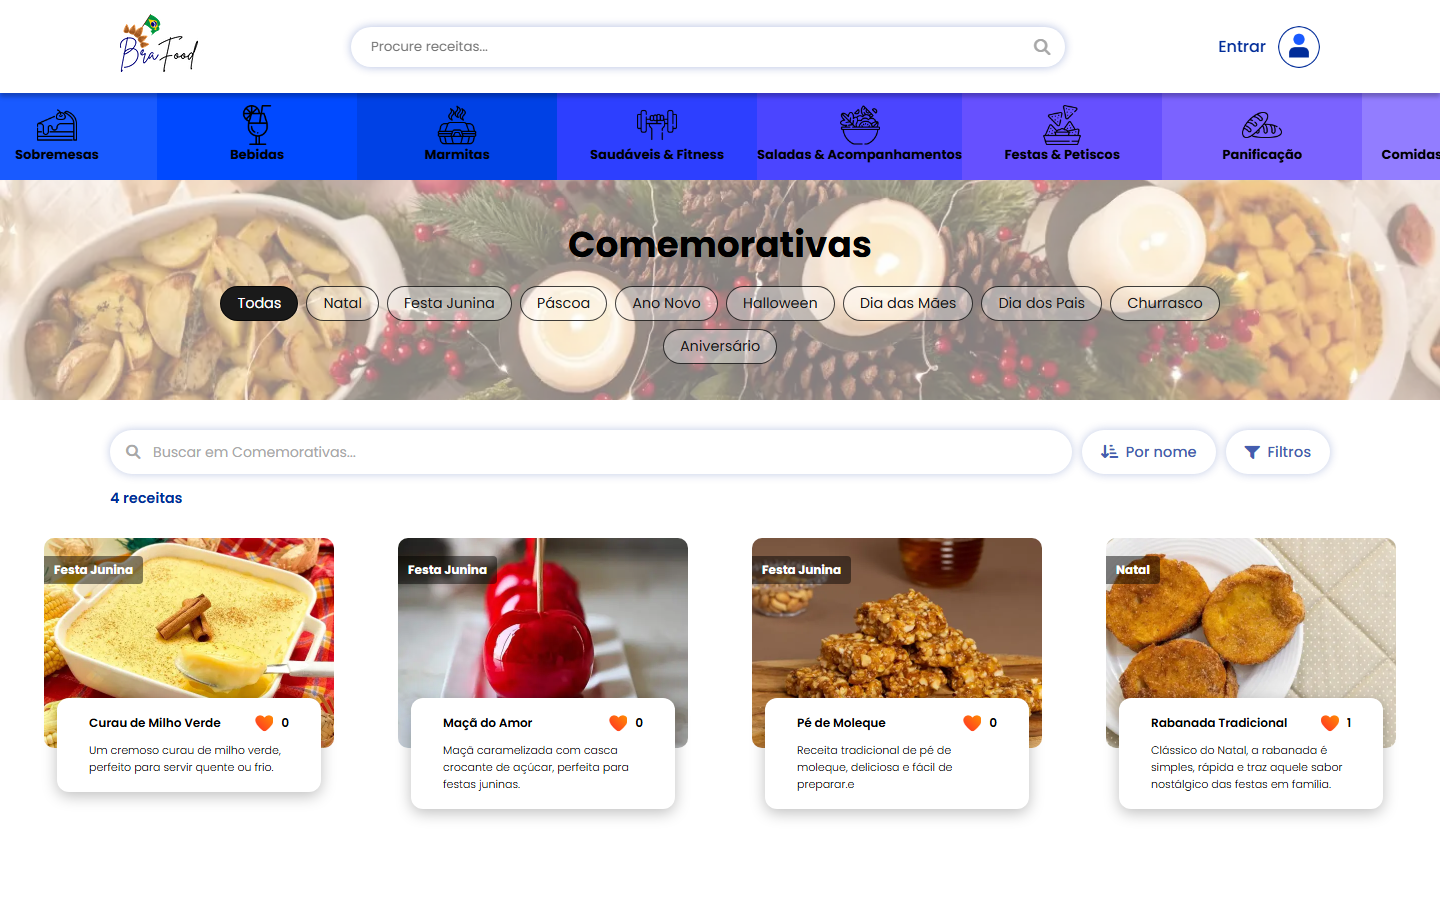 BraFood
Procure receitas...
Entrar
Sobremesas
Bebidas
Marmitas
Saudáveis & Fitness
Saladas & Acompanhamentos
Festas & Petiscos
Panificação
Comidas
Comemorativas
Todas
Natal
Festa Junina
Páscoa
Ano Novo
Halloween
Dia das Mães
Dia dos Pais
Churrasco
Aniversário
Buscar em Comemorativas...
Por nome
Filtros
4 receitas
Festa Junina
Curau de Milho Verde 0
Um cremoso curau de milho verde,
perfeito para servir quente ou frio.
Festa Junina
Maçã do Amor 0
Maçã caramelizada com casca
crocante de açúcar, perfeita para
festas juninas.
Festa Junina
Pé de Moleque 0
Receita tradicional de pé de
moleque, deliciosa e fácil de
preparar.e
Natal
Rabanada Tradicional 1
Clássico do Natal, a rabanada é
simples, rápida e traz aquele sabor
nostálgico das festas em família.